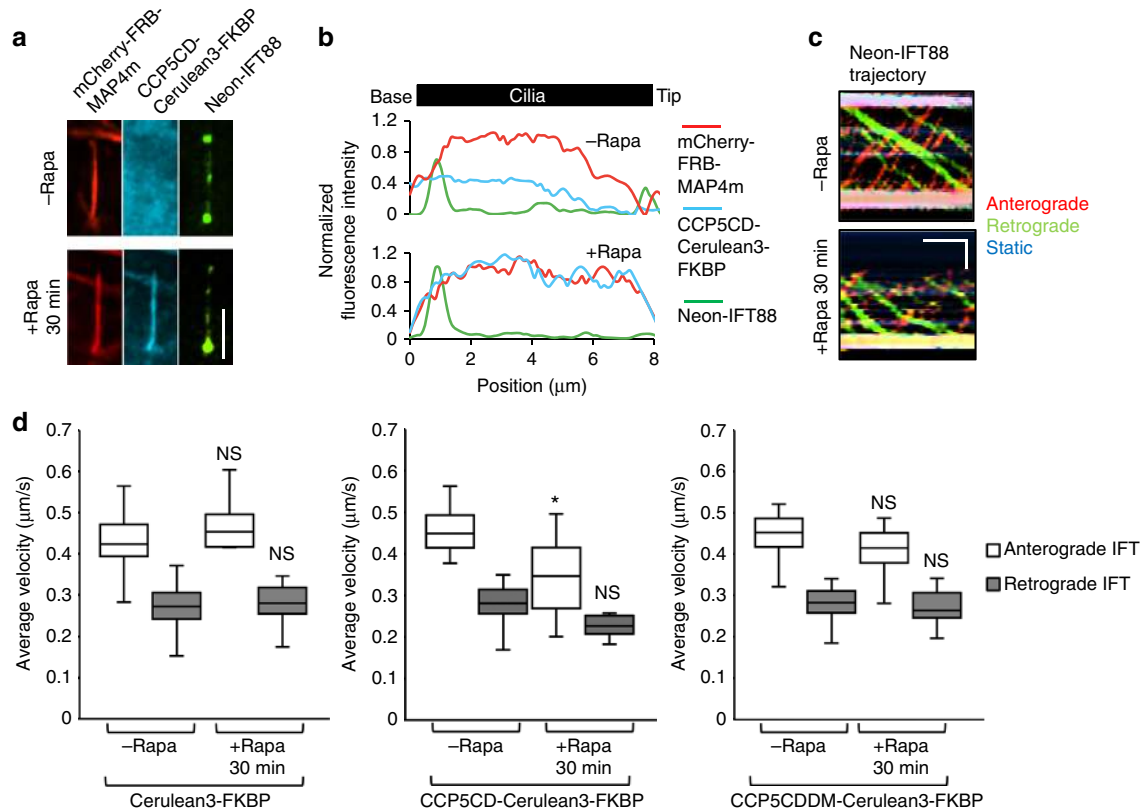 a
mCherry-FRB-
MAP4m
CCP5CD-
Cerulean3-FKBP
Neon-IFT88
–Rapa
+Rapa
30 min
b
Base
Cilia
Tip
Normalized
fluorescence intensity
1.2
0.8
0.4
0
–Rapa
1.2
0.8
0.4
0
+Rapa
0
2
4
6
8
Position (μm)
mCherry-
FRB-
MAP4m
CCP5CD-
Cerulean3-
FKBP
Neon-IFT88
c
Neon-IFT88
trajectory
–Rapa
+Rapa 30 min
Anterograde
Retrograde
Static
d
Average velocity (μm/s)
0.7
0.6
0.5
0.4
0.3
0.2
0.1
0
NS
NS
–Rapa
+Rapa
30 min
Cerulean3-FKBP
Average velocity (μm/s)
0.7
0.6
0.5
0.4
0.3
0.2
0.1
0
*
NS
–Rapa
+Rapa
30 min
CCP5CD-Cerulean3-FKBP
Average velocity (μm/s)
0.7
0.6
0.5
0.4
0.3
0.2
0.1
0
NS
NS
–Rapa
+Rapa
30 min
CCP5CDDM-Cerulean3-FKBP
Anterograde IFT
Retrograde IFT